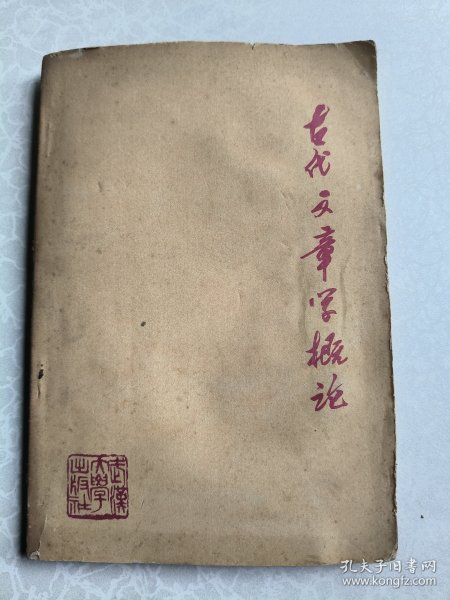 古代文章学概论
武漢
大學
出版社
孔夫子旧书网
www.kongfz.com